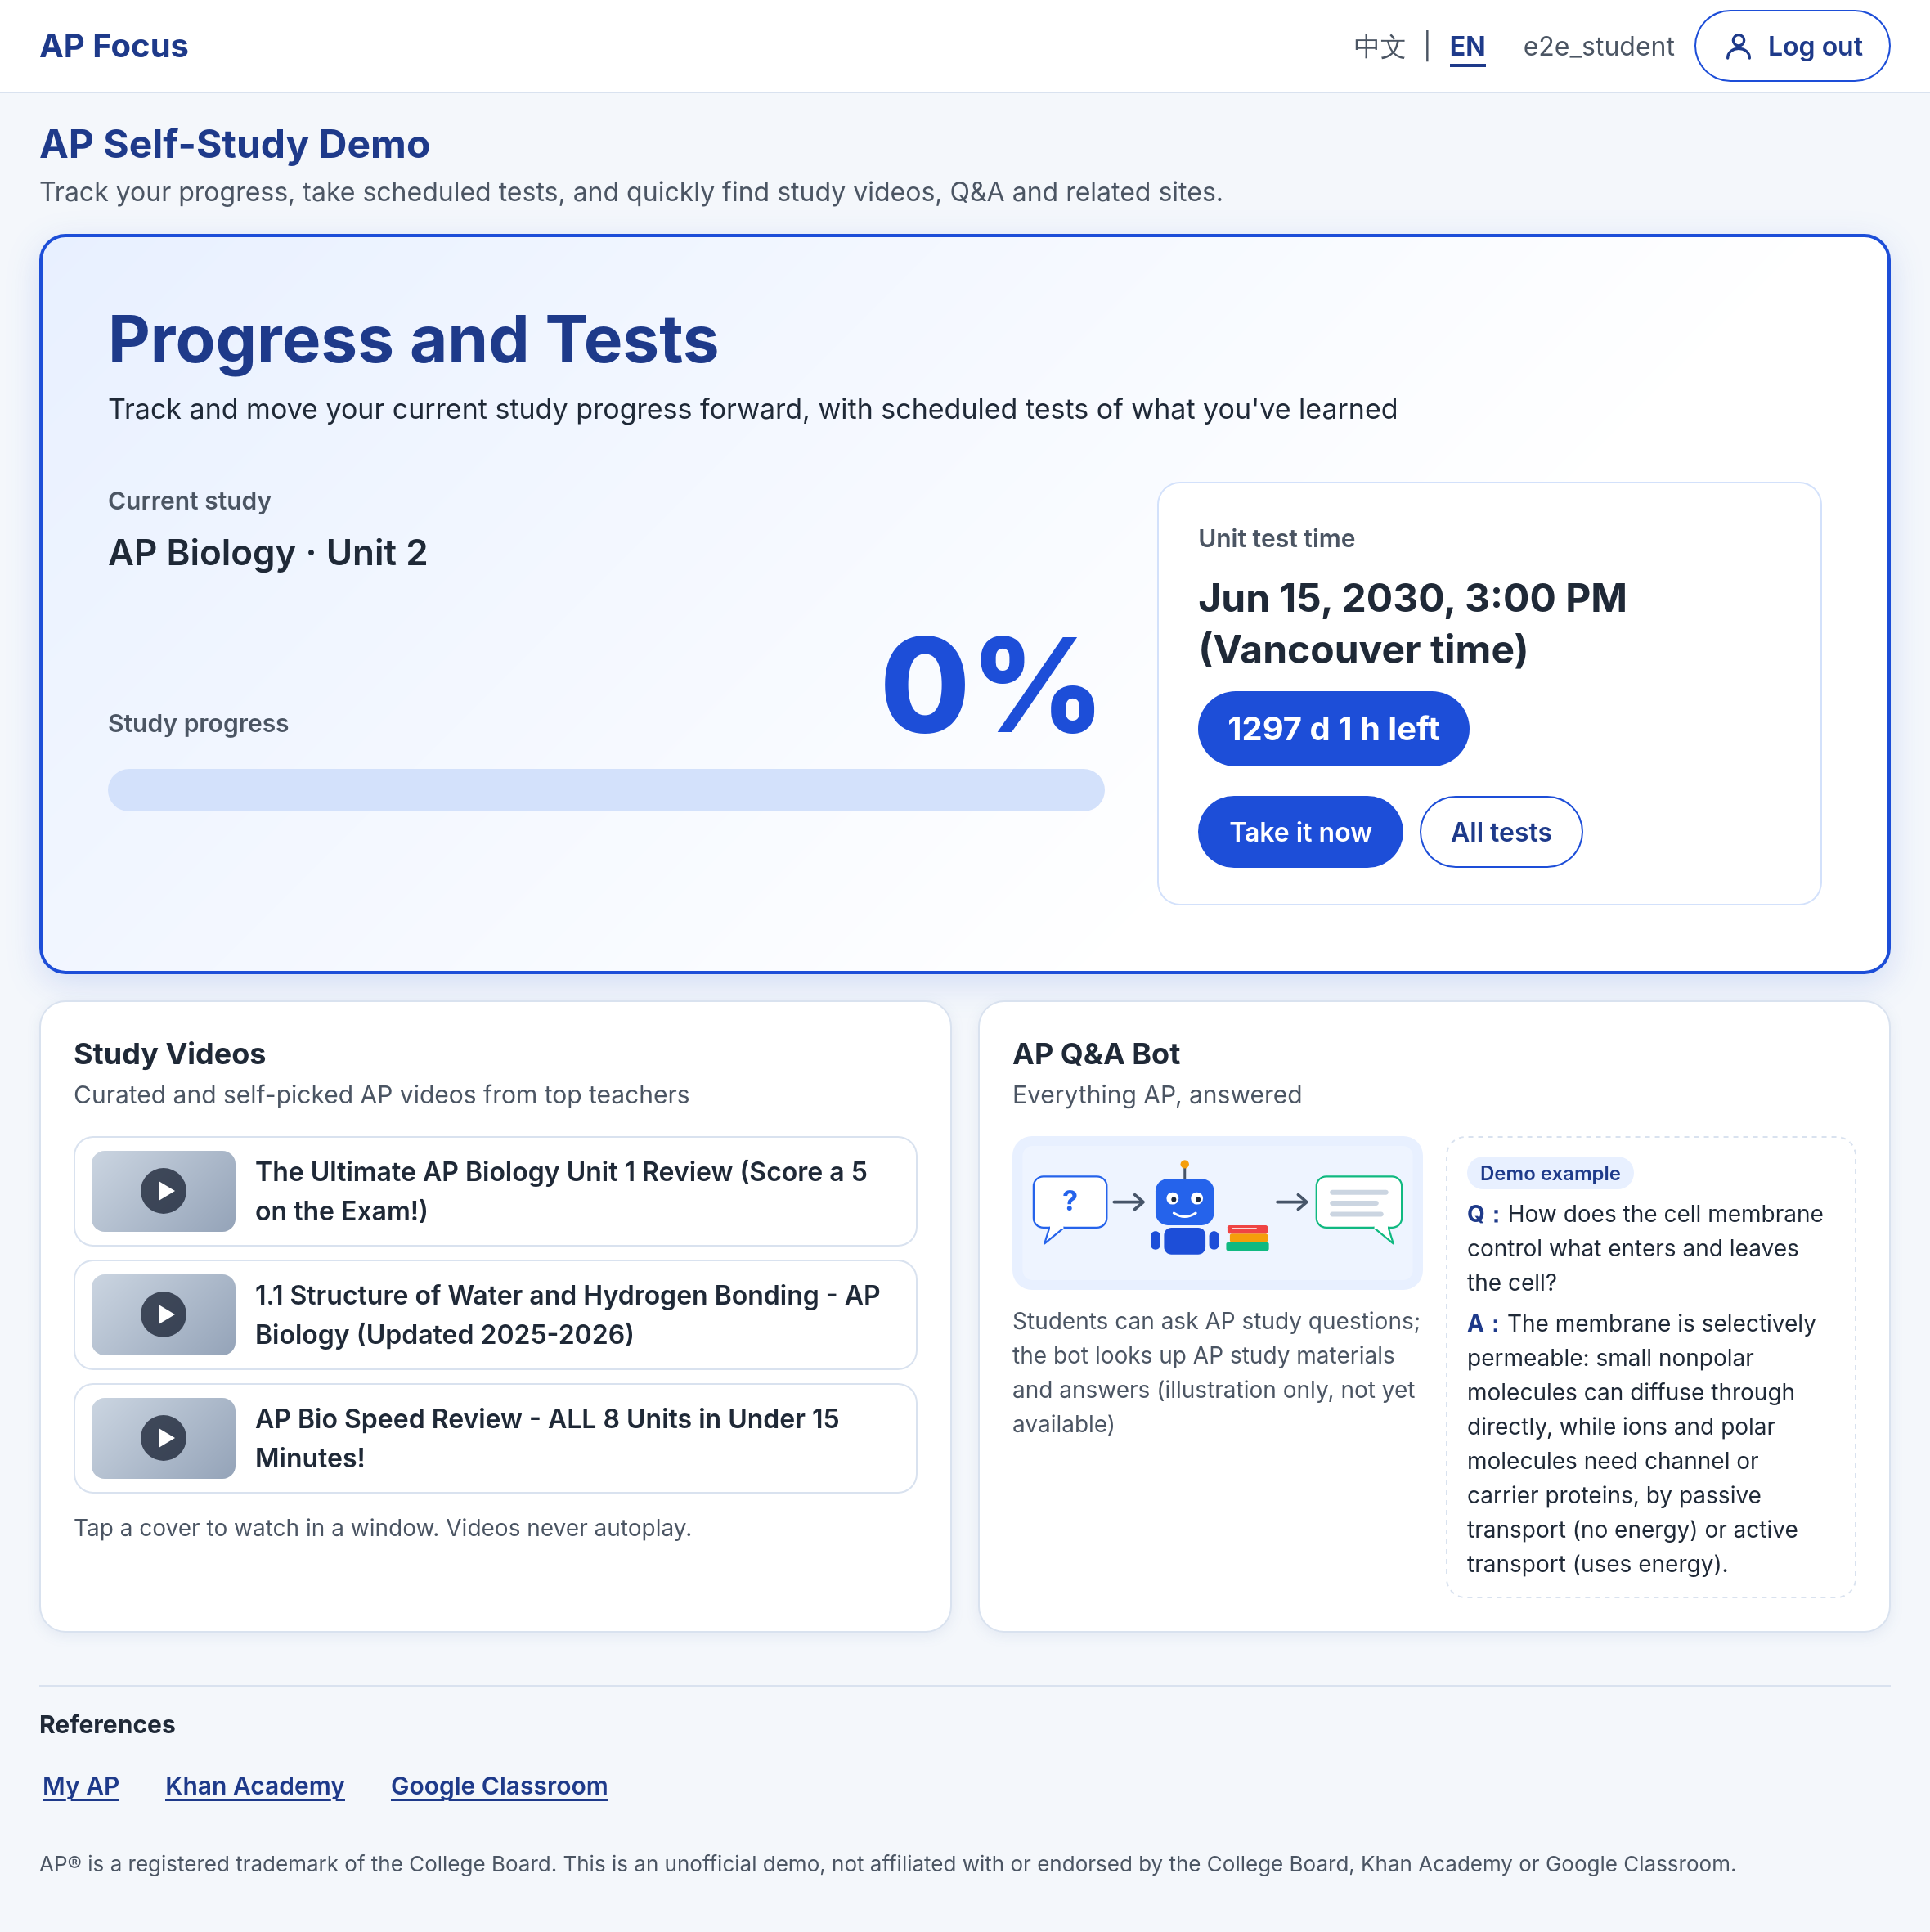 AP Focus
中文 | EN e2e_student Log out
AP Self-Study Demo
Track your progress, take scheduled tests, and quickly find study videos, Q&A and related sites.
Progress and Tests
Track and move your current study progress forward, with scheduled tests of what you've learned
Current study
AP Biology · Unit 2
Study progress
0%
Unit test time
Jun 15, 2030, 3:00 PM
(Vancouver time)
1297 d 1 h left
Take it now
All tests
Study Videos
Curated and self-picked AP videos from top teachers
The Ultimate AP Biology Unit 1 Review (Score a 5
on the Exam!)
1.1 Structure of Water and Hydrogen Bonding - AP
Biology (Updated 2025-2026)
AP Bio Speed Review - ALL 8 Units in Under 15
Minutes!
Tap a cover to watch in a window. Videos never autoplay.
AP Q&A Bot
Everything AP, answered
?
Students can ask AP study questions;
the bot looks up AP study materials
and answers (illustration only, not yet
available)
Demo example
Q：How does the cell membrane
control what enters and leaves
the cell?
A：The membrane is selectively
permeable: small nonpolar
molecules can diffuse through
directly, while ions and polar
molecules need channel or
carrier proteins, by passive
transport (no energy) or active
transport (uses energy).
References
My AP
Khan Academy
Google Classroom
AP® is a registered trademark of the College Board. This is an unofficial demo, not affiliated with or endorsed by the College Board, Khan Academy or Google Classroom.